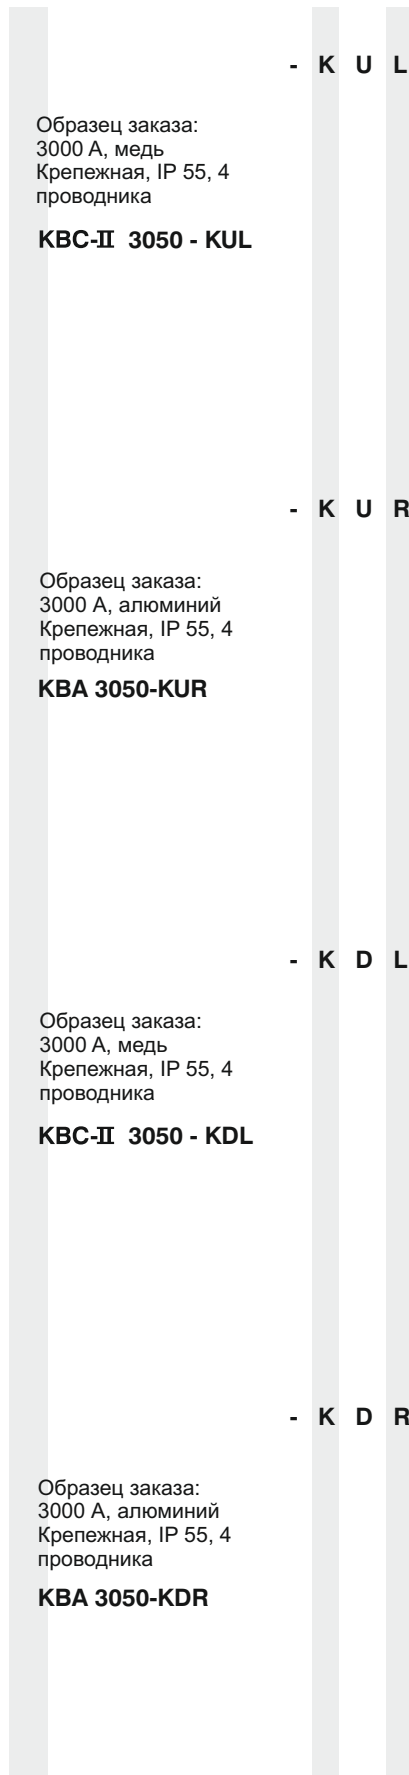 - K U L
Образец заказа:
3000 А, медь
Крепежная, IP 55, 4
проводника
KBC-II 3050 - KUL
- K U R
Образец заказа:
3000 А, алюминий
Крепежная, IP 55, 4
проводника
KBA 3050-KUR
- K D L
Образец заказа:
3000 А, медь
Крепежная, IP 55, 4
проводника
KBC-II 3050 - KDL
- K D R
Образец заказа:
3000 А, алюминий
Крепежная, IP 55, 4
проводника
KBA 3050-KDR